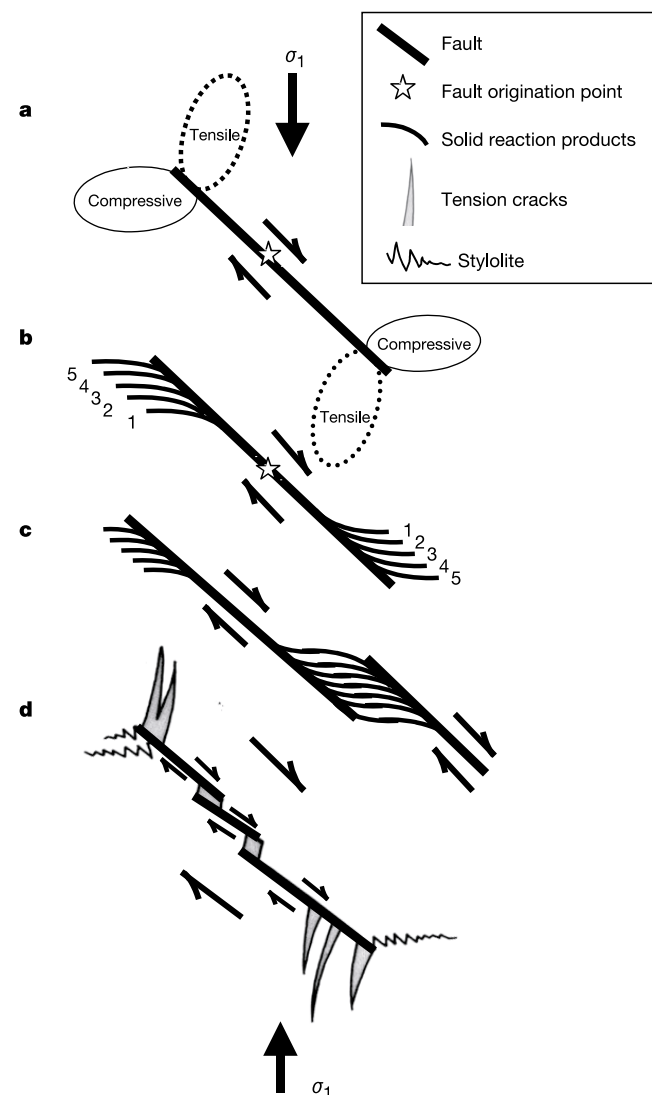 σ1
Fault
Fault origination point
Solid reaction products
Tension cracks
Stylolite
a
Tensile
Compressive
Compressive
Tensile
b
5
4
3
2
1
1
2
3
4
5
c
d
σ1